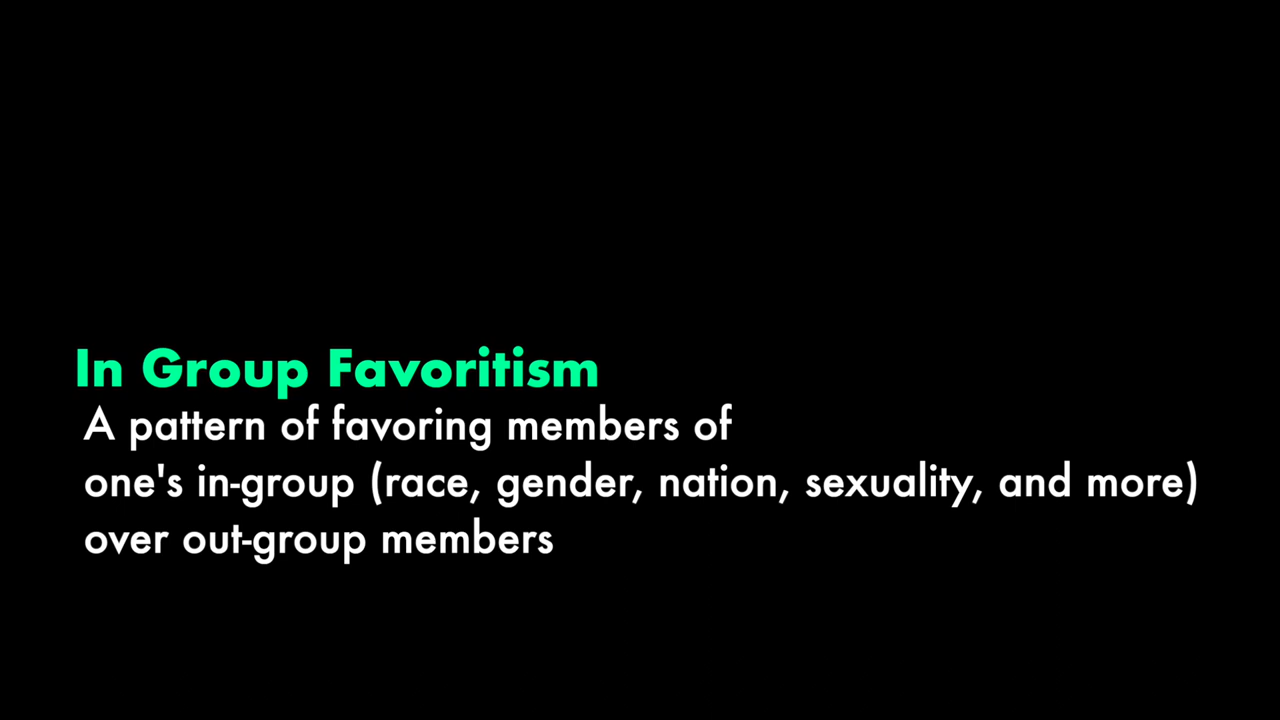 In Group Favoritism
A pattern of favoring members of
one's in-group (race, gender, nation, sexuality, and more)
over out-group members